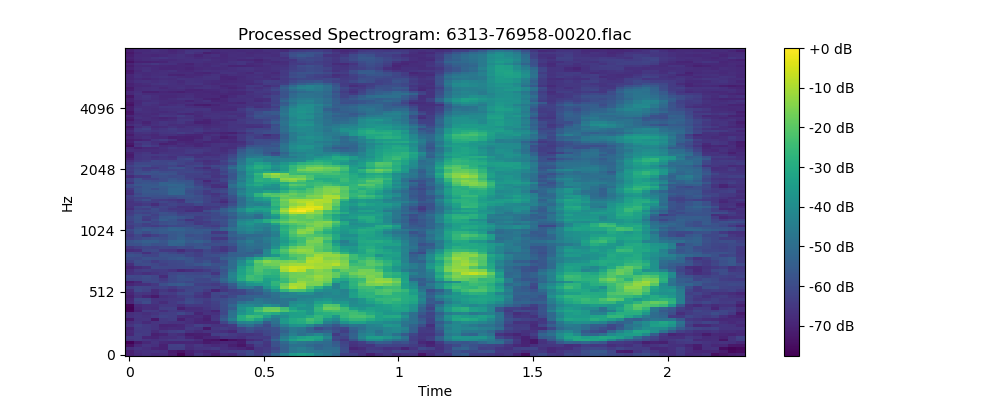 Processed Spectrogram: 6313-76958-0020.flac
Hz
4096
2048
1024
512
0
0
0.5
1
1.5
2
Time
+0 dB
-10 dB
-20 dB
-30 dB
-40 dB
-50 dB
-60 dB
-70 dB